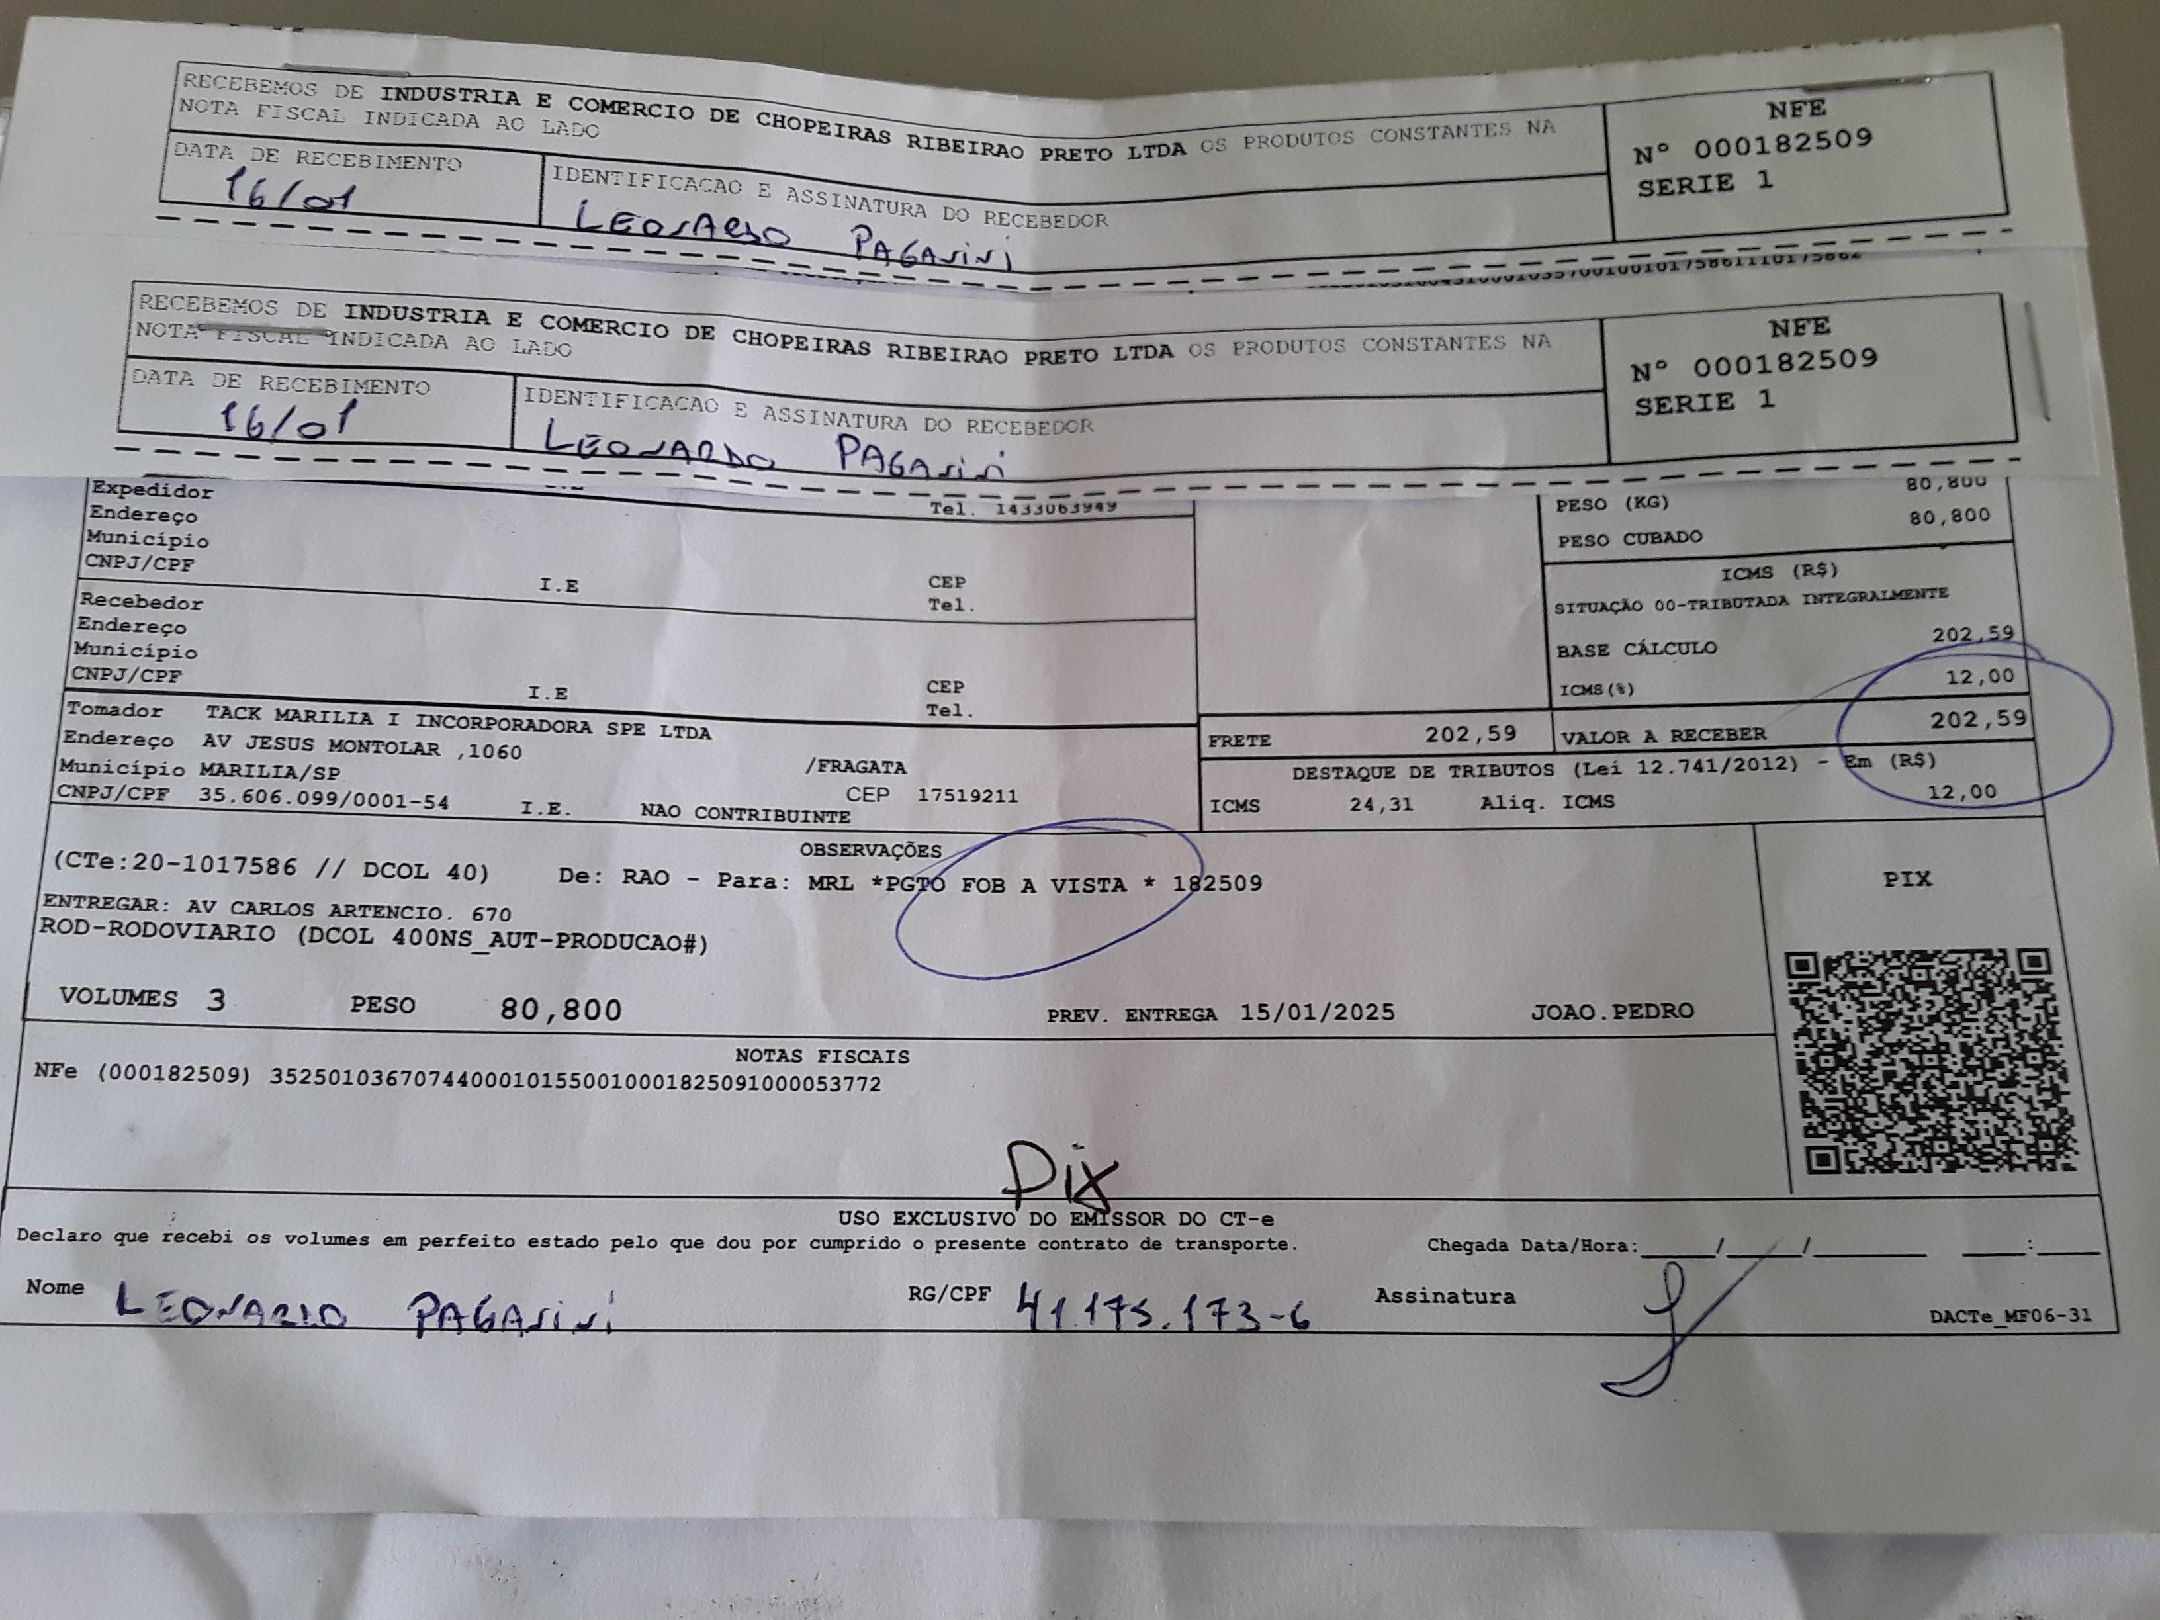 RECEBEMOS DE INDUSTRIA E COMERCIO DE CHOPEIRAS RIBEIRAO PRETO LTDA OS PRODUTOS CONSTANTES NA
NOTA FISCAL INDICADA AO LADO
NFE
Nº 000182509
SERIE 1
DATA DE RECEBIMENTO
16/01
IDENTIFICACAO E ASSINATURA DO RECEBEDOR
LEONARDO PAGANINI
RECEBEMOS DE INDUSTRIA E COMERCIO DE CHOPEIRAS RIBEIRAO PRETO LTDA OS PRODUTOS CONSTANTES NA
NOTA FISCAL INDICADA AO LADO
NFE
Nº 000182509
SERIE 1
DATA DE RECEBIMENTO
16/01
IDENTIFICACAO E ASSINATURA DO RECEBEDOR
LEONARDO PAGANINI
Tel. 1433063949
Expedidor
Endereço
Município
CNPJ/CPF I.E CEP
Tel.
Recebedor
Endereço
Município
CNPJ/CPF I.E CEP
Tel.
PESO (KG) 80,800
PESO CUBADO 80,800
ICMS (R$)
SITUAÇÃO 00-TRIBUTADA INTEGRALMENTE
BASE CÁLCULO 202,59
ICMS(%) 12,00
Tomador TACK MARILIA I INCORPORADORA SPE LTDA
Endereço AV JESUS MONTOLAR ,1060 /FRAGATA
Município MARILIA/SP CEP 17519211
CNPJ/CPF 35.606.099/0001-54 I.E. NAO CONTRIBUINTE
FRETE 202,59 VALOR A RECEBER 202,59
DESTAQUE DE TRIBUTOS (Lei 12.741/2012) - Em (R$)
ICMS 24,31 Aliq. ICMS 12,00
OBSERVAÇÕES
(CTe:20-1017586 // DCOL 40) De: RAO - Para: MRL *PGTO FOB A VISTA * 182509
ENTREGAR: AV CARLOS ARTENCIO. 670
ROD-RODOVIARIO (DCOL 400NS_AUT-PRODUCAO#)
PIX
VOLUMES 3 PESO 80,800 PREV. ENTREGA 15/01/2025 JOAO.PEDRO
NOTAS FISCAIS
NFe (000182509) 35250103670744000101550010001825091000053772
Pix
USO EXCLUSIVO DO EMISSOR DO CT-e
Declaro que recebi os volumes em perfeito estado pelo que dou por cumprido o presente contrato de transporte. Chegada Data/Hora:____/____/______ ___:___
Nome LEONARDO PAGANINI RG/CPF 41.175.173-6 Assinatura
DACTe_MF06-31